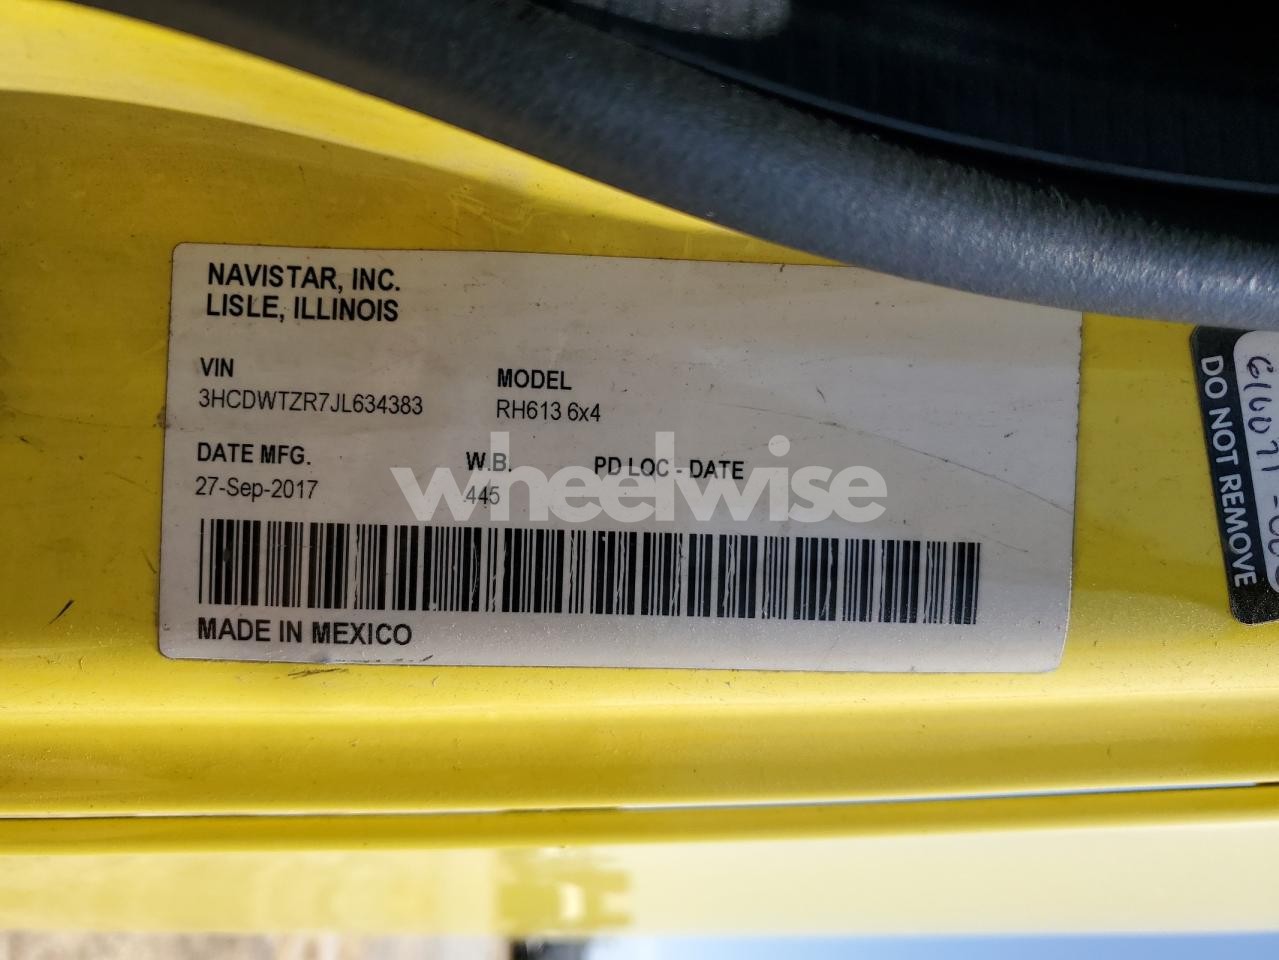 NAVISTAR, INC.
LISLE, ILLINOIS
VIN
3HCDWTZR7JL634383
MODEL
RH613 6x4
DATE MFG.
27-Sep-2017
W.B.
445
PD LOC - DATE
MADE IN MEXICO
wheelwise
DO NOT REMOVE